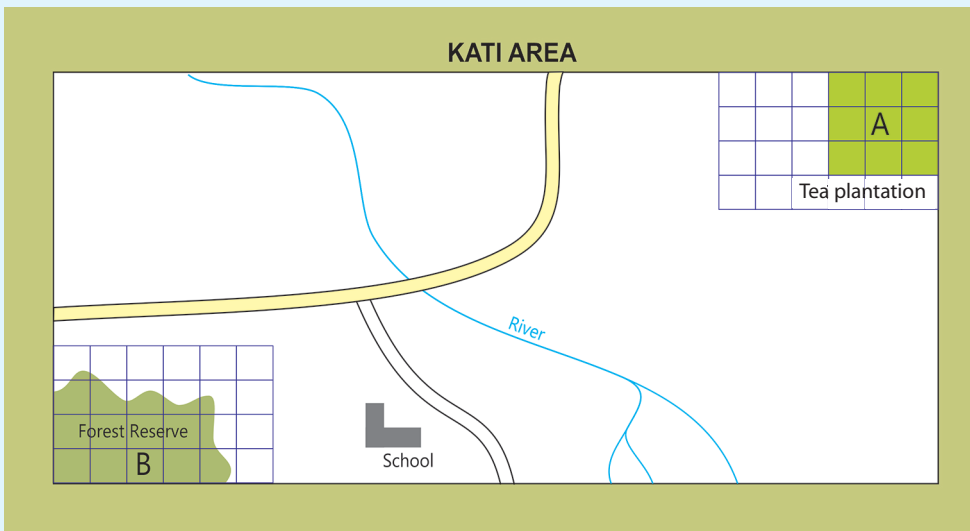 KATI AREA
A
Tea plantation
River
Forest Reserve
B
School